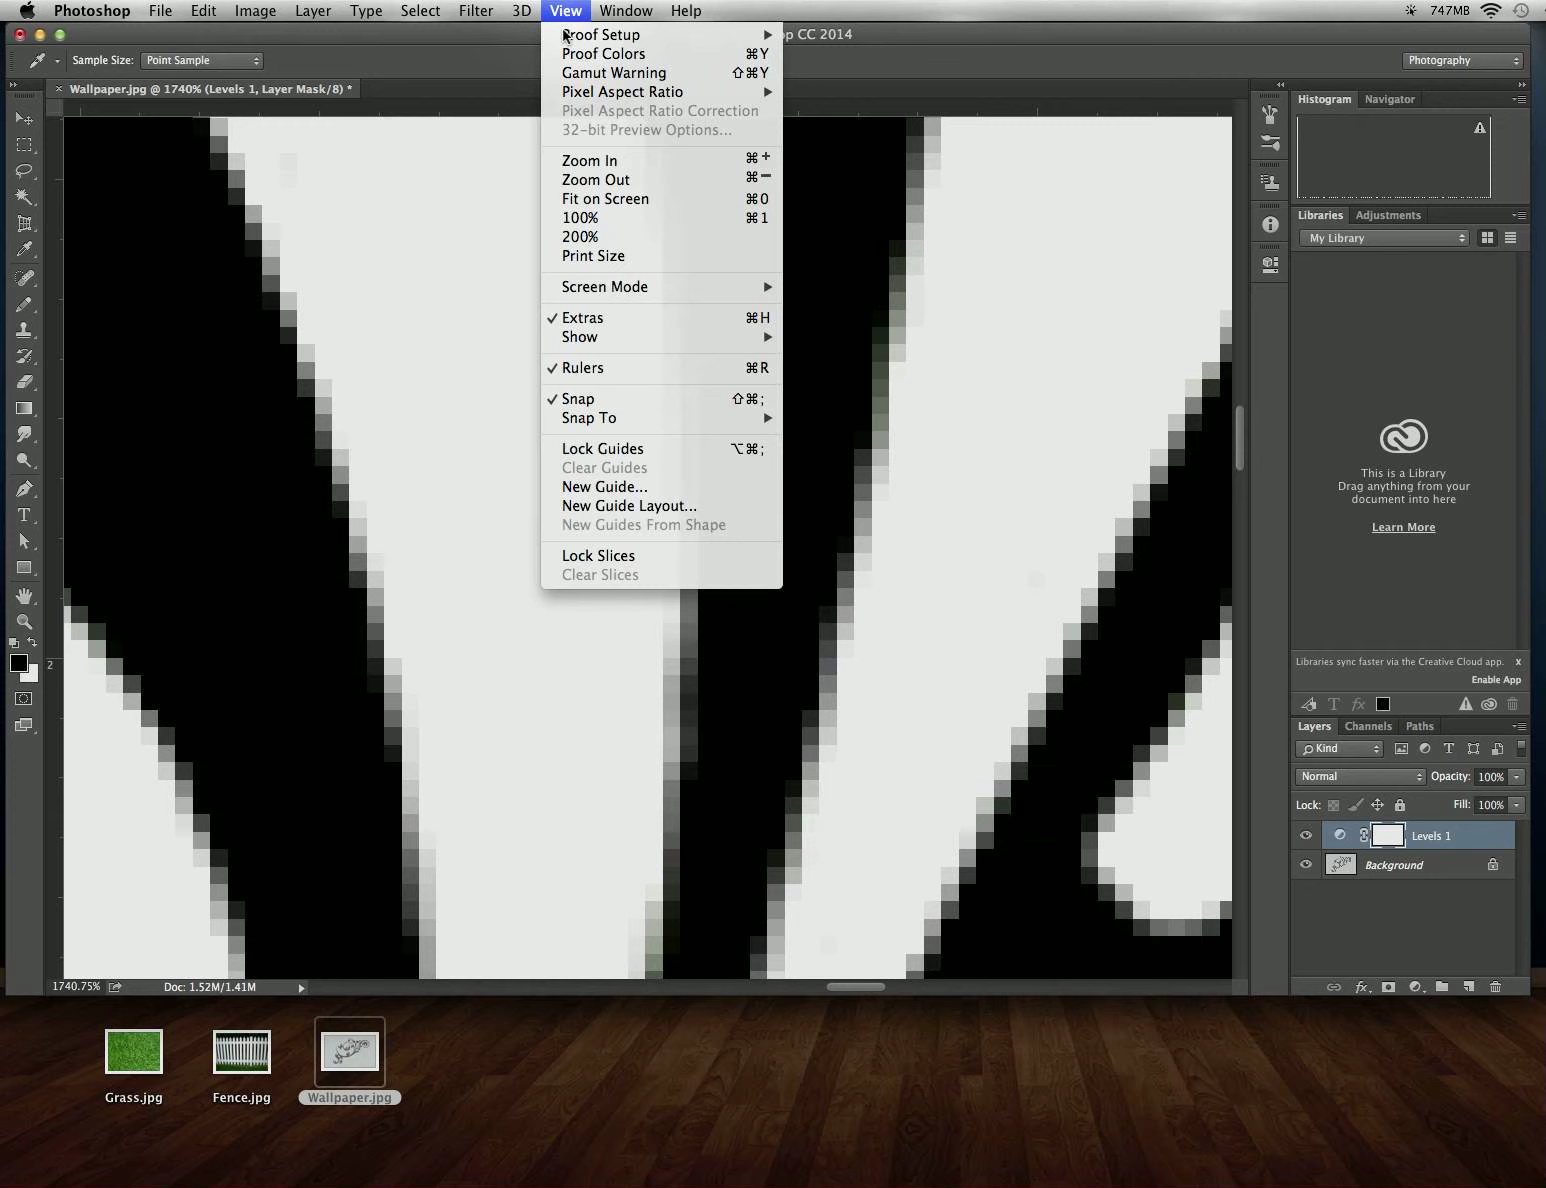 Photoshop File Edit Image Layer Type Select Filter 3D View Window Help 747MB
op CC 2014
Sample Size: Point Sample Photography
× Wallpaper.jpg @ 1740% (Levels 1, Layer Mask/8) *
Proof Setup
Proof Colors ⌘Y
Gamut Warning ⇧⌘Y
Pixel Aspect Ratio
Pixel Aspect Ratio Correction
32-bit Preview Options...
Zoom In ⌘+
Zoom Out ⌘−
Fit on Screen ⌘0
100% ⌘1
200%
Print Size
Screen Mode
✓ Extras ⌘H
Show
✓ Rulers ⌘R
✓ Snap ⇧⌘;
Snap To
Lock Guides ⌥⌘;
Clear Guides
New Guide...
New Guide Layout...
New Guides From Shape
Lock Slices
Clear Slices
2
Histogram Navigator
Libraries Adjustments
My Library
This is a Library
Drag anything from your
document into here
Learn More
Libraries sync faster via the Creative Cloud app. x
Enable App
T fx
Layers Channels Paths
Kind T
Normal Opacity: 100%
Lock: Fill: 100%
Levels 1
Background
fx
1740.75% Doc: 1.52M/1.41M
Grass.jpg Fence.jpg Wallpaper.jpg